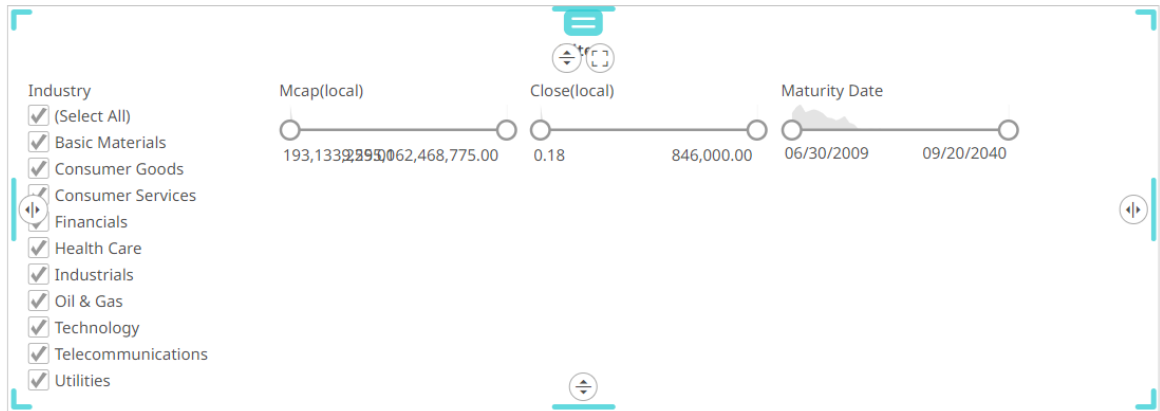 Industry
(Select All)
Basic Materials
Consumer Goods
Consumer Services
Financials
Health Care
Industrials
Oil & Gas
Technology
Telecommunications
Utilities
Mcap(local)
Close(local)
0.18 846,000.00
Maturity Date
06/30/2009 09/20/2040